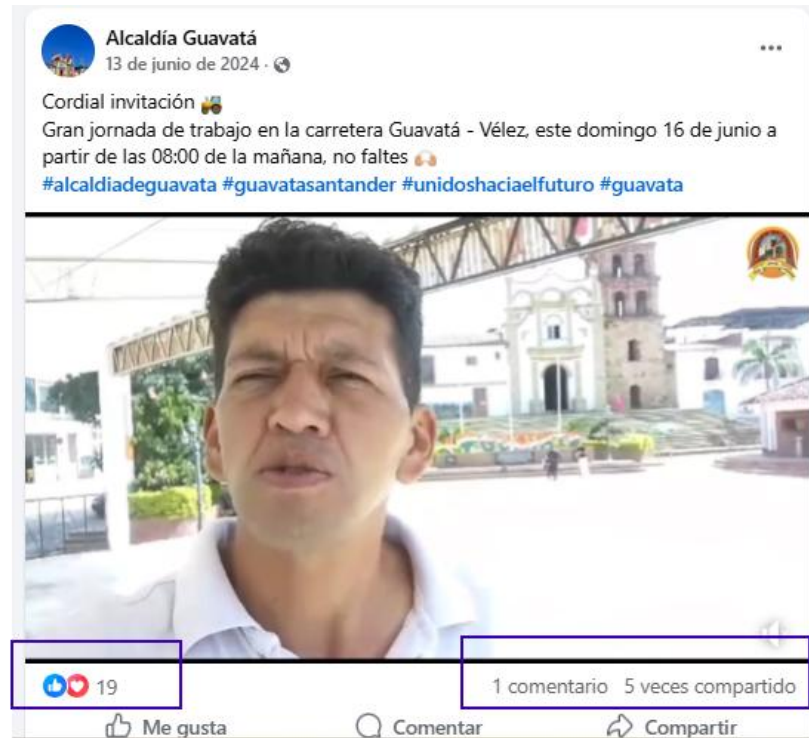 Alcaldía Guavatá
13 de junio de 2024 ·
Cordial invitación 🚜
Gran jornada de trabajo en la carretera Guavatá - Vélez, este domingo 16 de junio a
partir de las 08:00 de la mañana, no faltes 🙌🏻
#alcaldiadeguavata #guavatasantander #unidoshaciaelfuturo #guavata
19
1 comentario 5 veces compartido
Me gusta Comentar Compartir